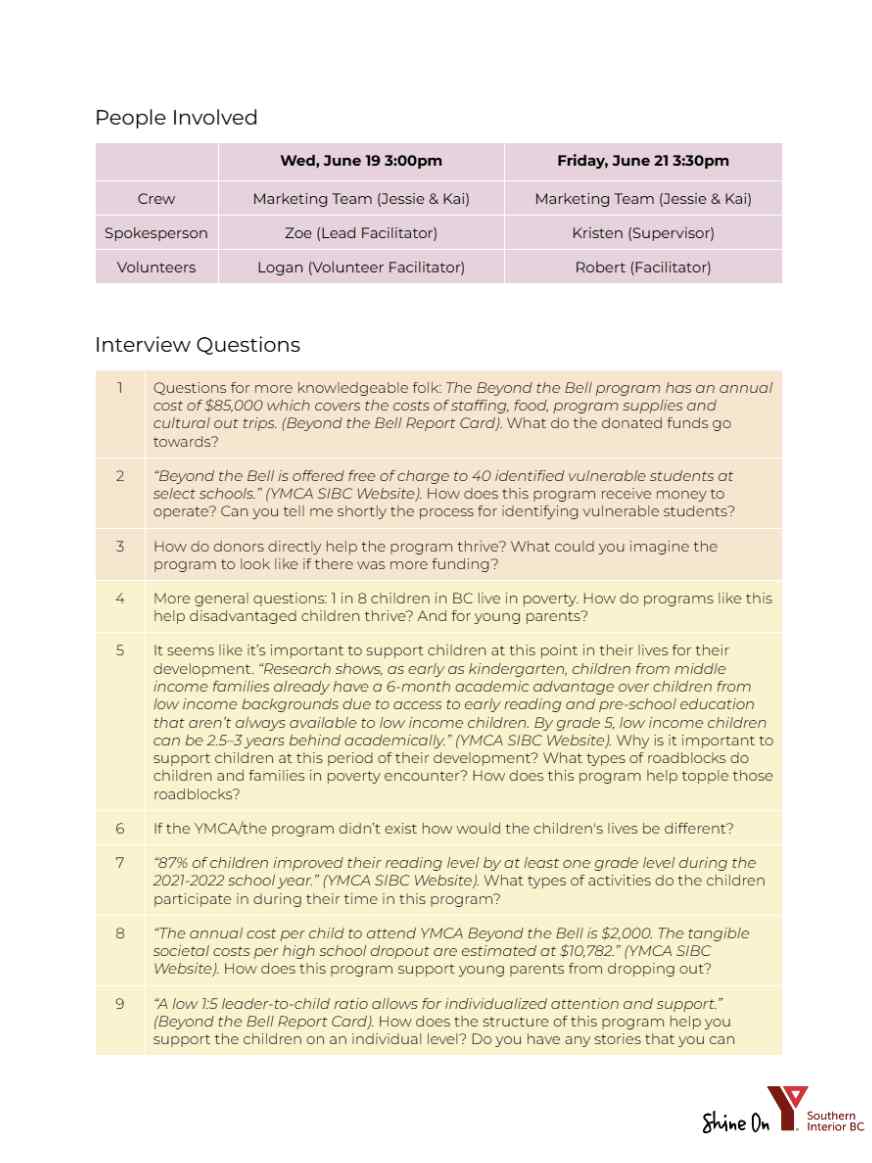 People Involved
Wed, June 19 3:00pm Friday, June 21 3:30pm
Crew Marketing Team (Jessie & Kai) Marketing Team (Jessie & Kai)
Spokesperson Zoe (Lead Facilitator) Kristen (Supervisor)
Volunteers Logan (Volunteer Facilitator) Robert (Facilitator)
Interview Questions
1 Questions for more knowledgeable folk: The Beyond the Bell program has an annual
cost of $85,000 which covers the costs of staffing, food, program supplies and
cultural out trips. (Beyond the Bell Report Card). What do the donated funds go
towards?
2 “Beyond the Bell is offered free of charge to 40 identified vulnerable students at
select schools.” (YMCA SIBC Website). How does this program receive money to
operate? Can you tell me shortly the process for identifying vulnerable students?
3 How do donors directly help the program thrive? What could you imagine the
program to look like if there was more funding?
4 More general questions: 1 in 8 children in BC live in poverty. How do programs like this
help disadvantaged children thrive? And for young parents?
5 It seems like it’s important to support children at this point in their lives for their
development. “Research shows, as early as kindergarten, children from middle
income families already have a 6-month academic advantage over children from
low income backgrounds due to access to early reading and pre-school education
that aren’t always available to low income children. By grade 5, low income children
can be 2.5–3 years behind academically.” (YMCA SIBC Website). Why is it important to
support children at this period of their development? What types of roadblocks do
children and families in poverty encounter? How does this program help topple those
roadblocks?
6 If the YMCA/the program didn’t exist how would the children's lives be different?
7 “87% of children improved their reading level by at least one grade level during the
2021-2022 school year.” (YMCA SIBC Website). What types of activities do the children
participate in during their time in this program?
8 “The annual cost per child to attend YMCA Beyond the Bell is $2,000. The tangible
societal costs per high school dropout are estimated at $10,782.” (YMCA SIBC
Website). How does this program support young parents from dropping out?
9 “A low 1:5 leader-to-child ratio allows for individualized attention and support.”
(Beyond the Bell Report Card). How does the structure of this program help you
support the children on an individual level? Do you have any stories that you can
Shine On Y Southern
Interior BC